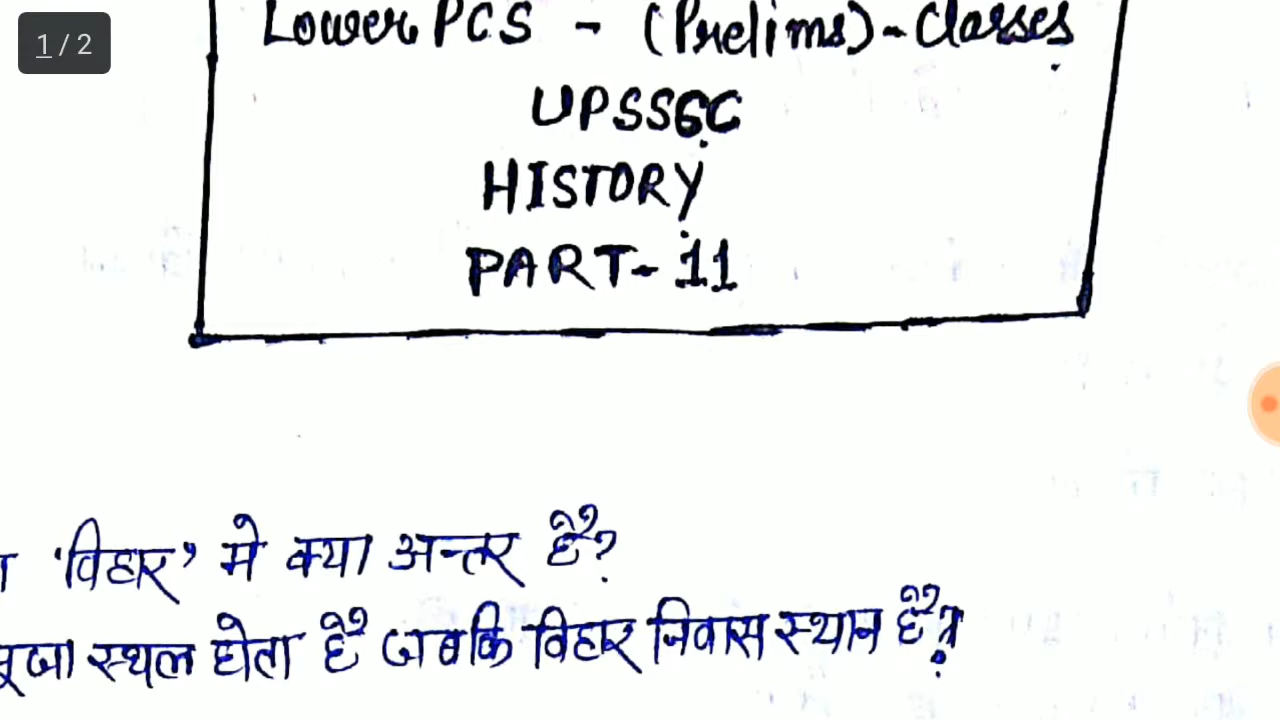 1 / 2
Lower PCS - (Prelims) - Classes
UPSSSC
HISTORY
PART- 11
'विहार' मे क्या अन्तर है?
पूजा स्थल होता है जबकि विहार निवास स्थान है?